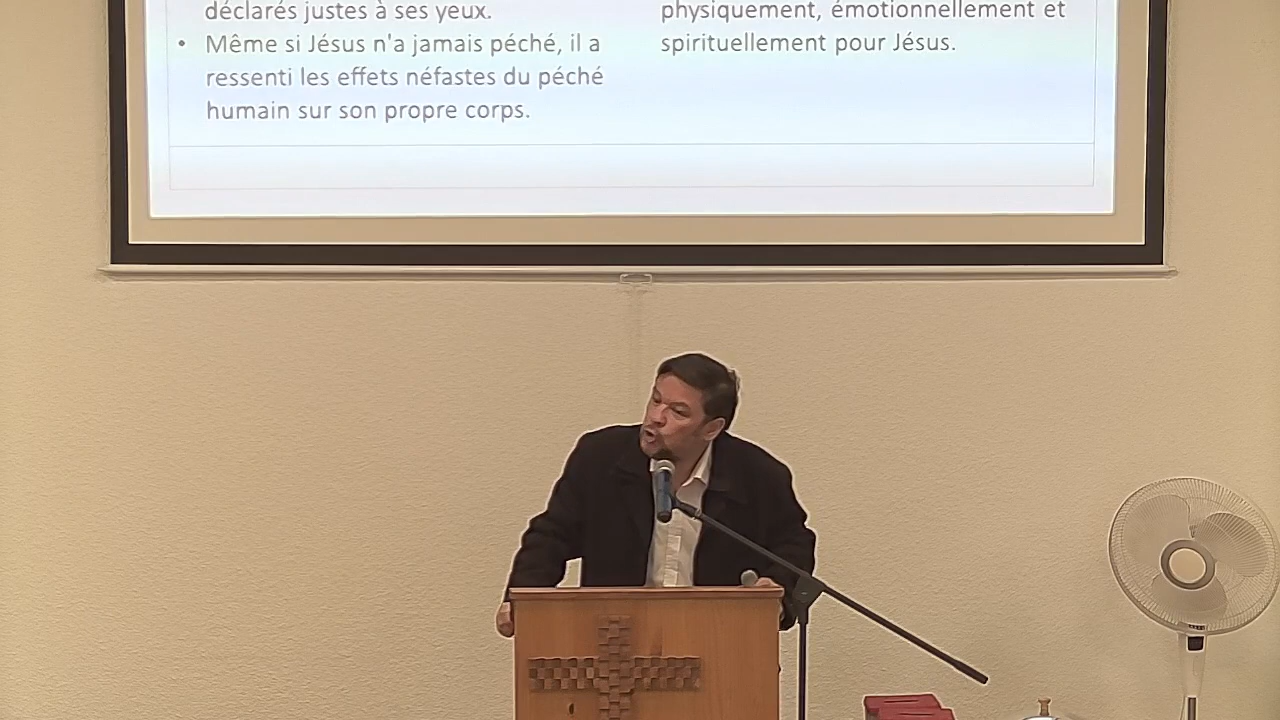 déclarés justes à ses yeux.
• Même si Jésus n'a jamais péché, il a
ressenti les effets néfastes du péché
humain sur son propre corps.
physiquement, émotionnellement et
spirituellement pour Jésus.